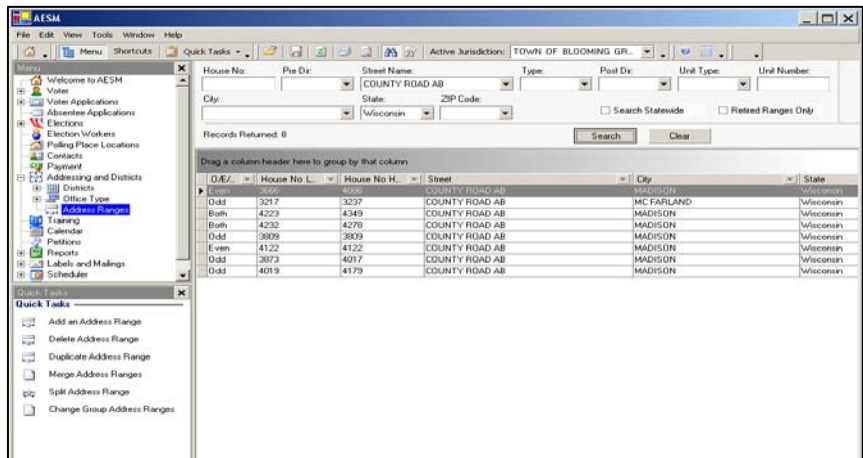 AESM
File Edit View Tools Window Help
Menu Shortcuts Quick Tasks Active Jurisdiction: TOWN OF BLOOMING GR...
Menu
Welcome to AESM
Voter
Voter Applications
Absentee Applications
Elections
Election Workers
Polling Place Locations
Contacts
Payment
Addressing and Districts
Districts
Office Type
Address Ranges
Training
Calendar
Petitions
Reports
Labels and Mailings
Scheduler
Quick Tasks
Quick Tasks
Add an Address Range
Delete Address Range
Duplicate Address Range
Merge Address Ranges
Split Address Range
Change Group Address Ranges
House No: Pre Dir: Street Name: Type: Post Dir: Unit Type: Unit Number:
COUNTY ROAD AB
City: State: ZIP Code:
Wisconsin Search Statewide Retired Ranges Only
Records Returned: 8 Search Clear
Drag a column header here to group by that column
O/E/... House No L... House No H... Street City State
Even 3666 4086 COUNTY ROAD AB MADISON Wisconsin
Odd 3217 3237 COUNTY ROAD AB MC FARLAND Wisconsin
Both 4223 4349 COUNTY ROAD AB MADISON Wisconsin
Both 4232 4278 COUNTY ROAD AB MADISON Wisconsin
Odd 3809 3809 COUNTY ROAD AB MADISON Wisconsin
Even 4122 4122 COUNTY ROAD AB MADISON Wisconsin
Odd 3873 4017 COUNTY ROAD AB MADISON Wisconsin
Odd 4019 4179 COUNTY ROAD AB MADISON Wisconsin